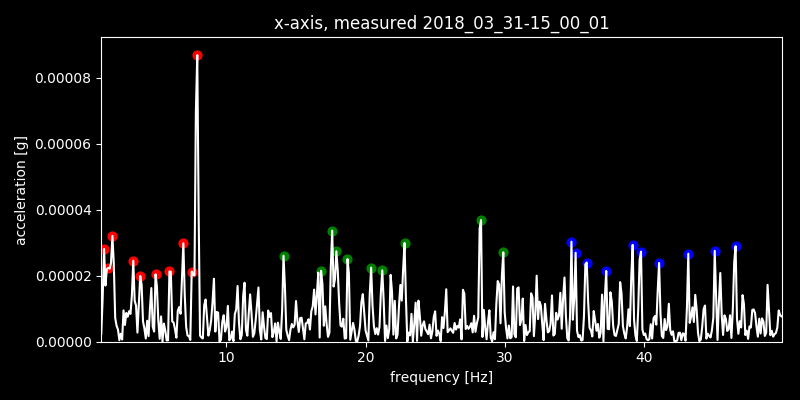 x-axis, measured 2018_03_31-15_00_01
acceleration [g]
0.00008
0.00006
0.00004
0.00002
0.00000
10 20 30 40
frequency [Hz]